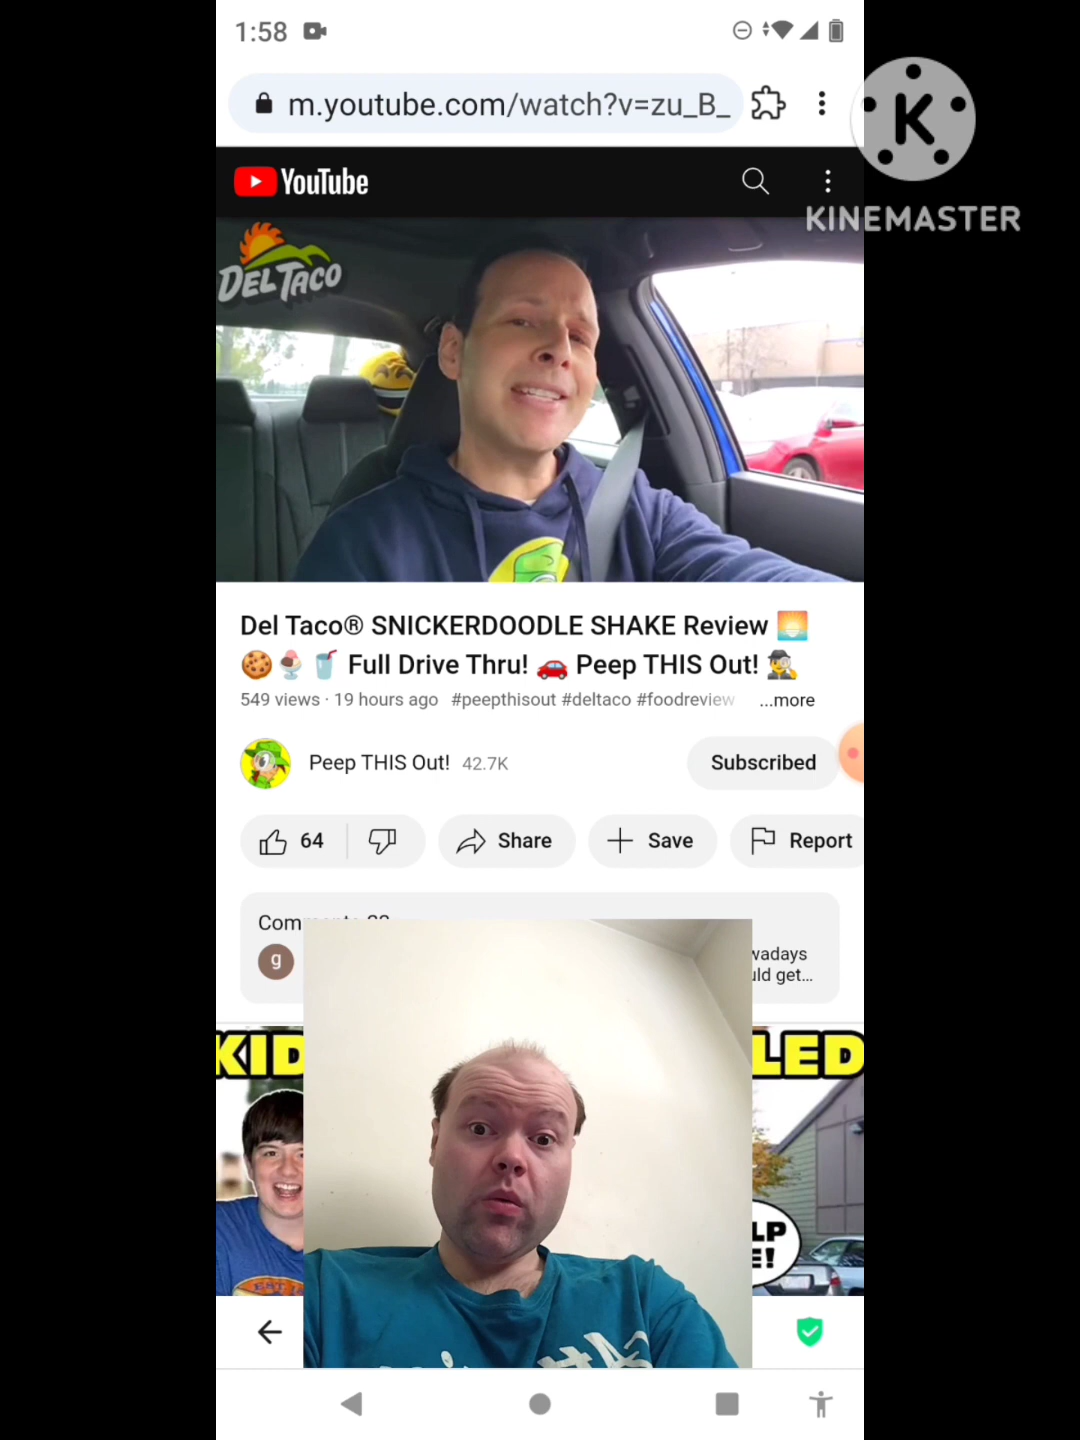 1:58
m.youtube.com/watch?v=zu_B_
K
KINEMASTER
YouTube
DEL TACO
Del Taco® SNICKERDOODLE SHAKE Review 🌅
🍪🍨🥤 Full Drive Thru! 🚗 Peep THIS Out! 🕵️
549 views · 19 hours ago #peepthisout #deltaco #foodreview ...more
Peep THIS Out! 42.7K
Subscribed
64
Share
Save
Report
g
uld get...
KID
LED
LP
E!
EST.